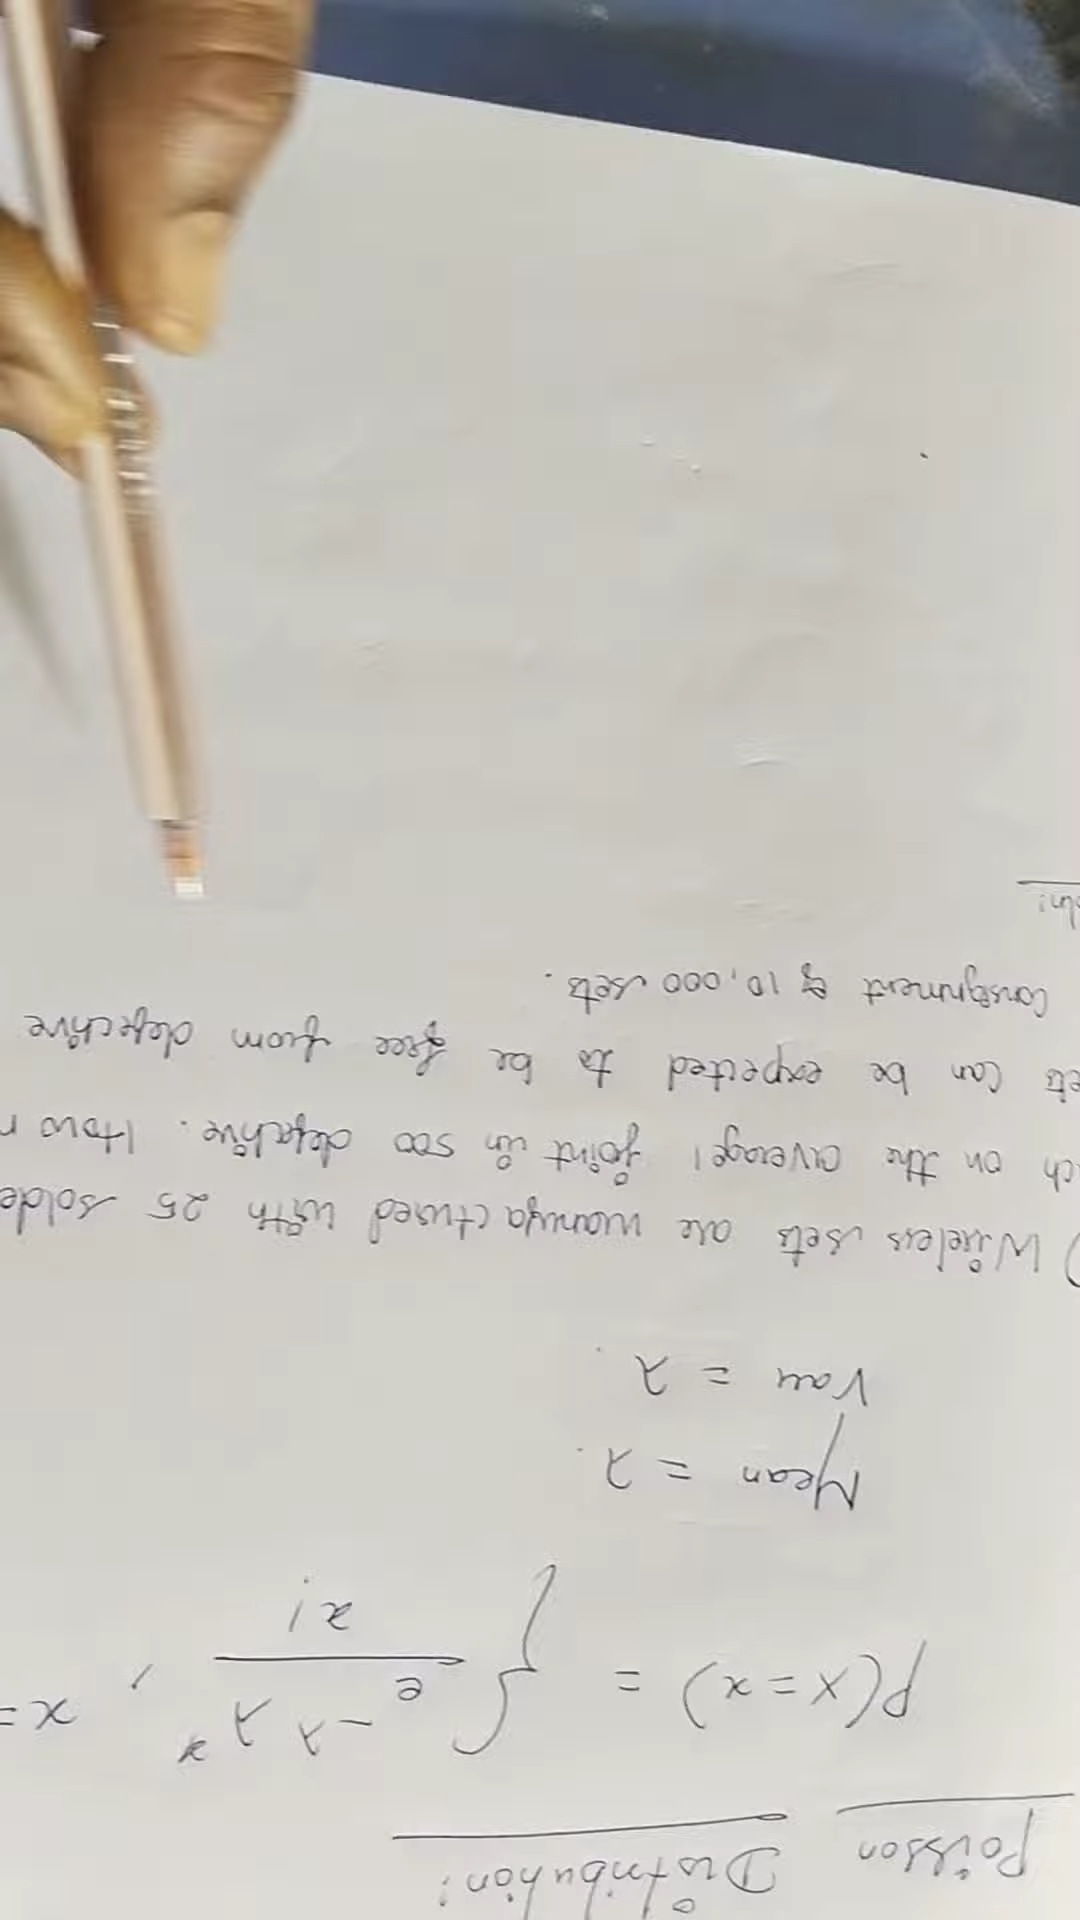 Poisson Distribution:
P(X=x) = { e^-λ λ^x / x! , x =
Mean = λ.
Var = λ.
) Wireless sets are manufactured with 25 solde
ch on the average 1 joint in 500 defective. How m
ets can be expected to be free from defective
consignment of 10,000 sets.
oln: